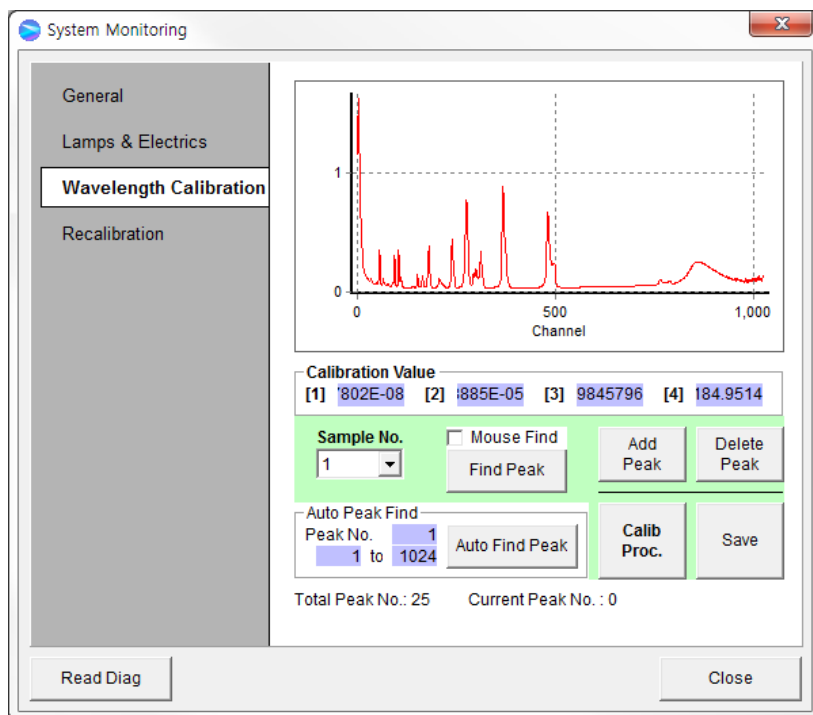 System Monitoring
General
Lamps & Electrics
Wavelength Calibration
Recalibration
1
0
0 500 1,000
Channel
Calibration Value
[1] 7802E-08 [2] 885E-05 [3] 9845796 [4] 184.9514
Sample No.
1
Mouse Find
Find Peak
Add
Peak
Delete
Peak
Auto Peak Find
Peak No. 1
1 to 1024
Auto Find Peak
Calib
Proc.
Save
Total Peak No.: 25 Current Peak No. : 0
Read Diag
Close